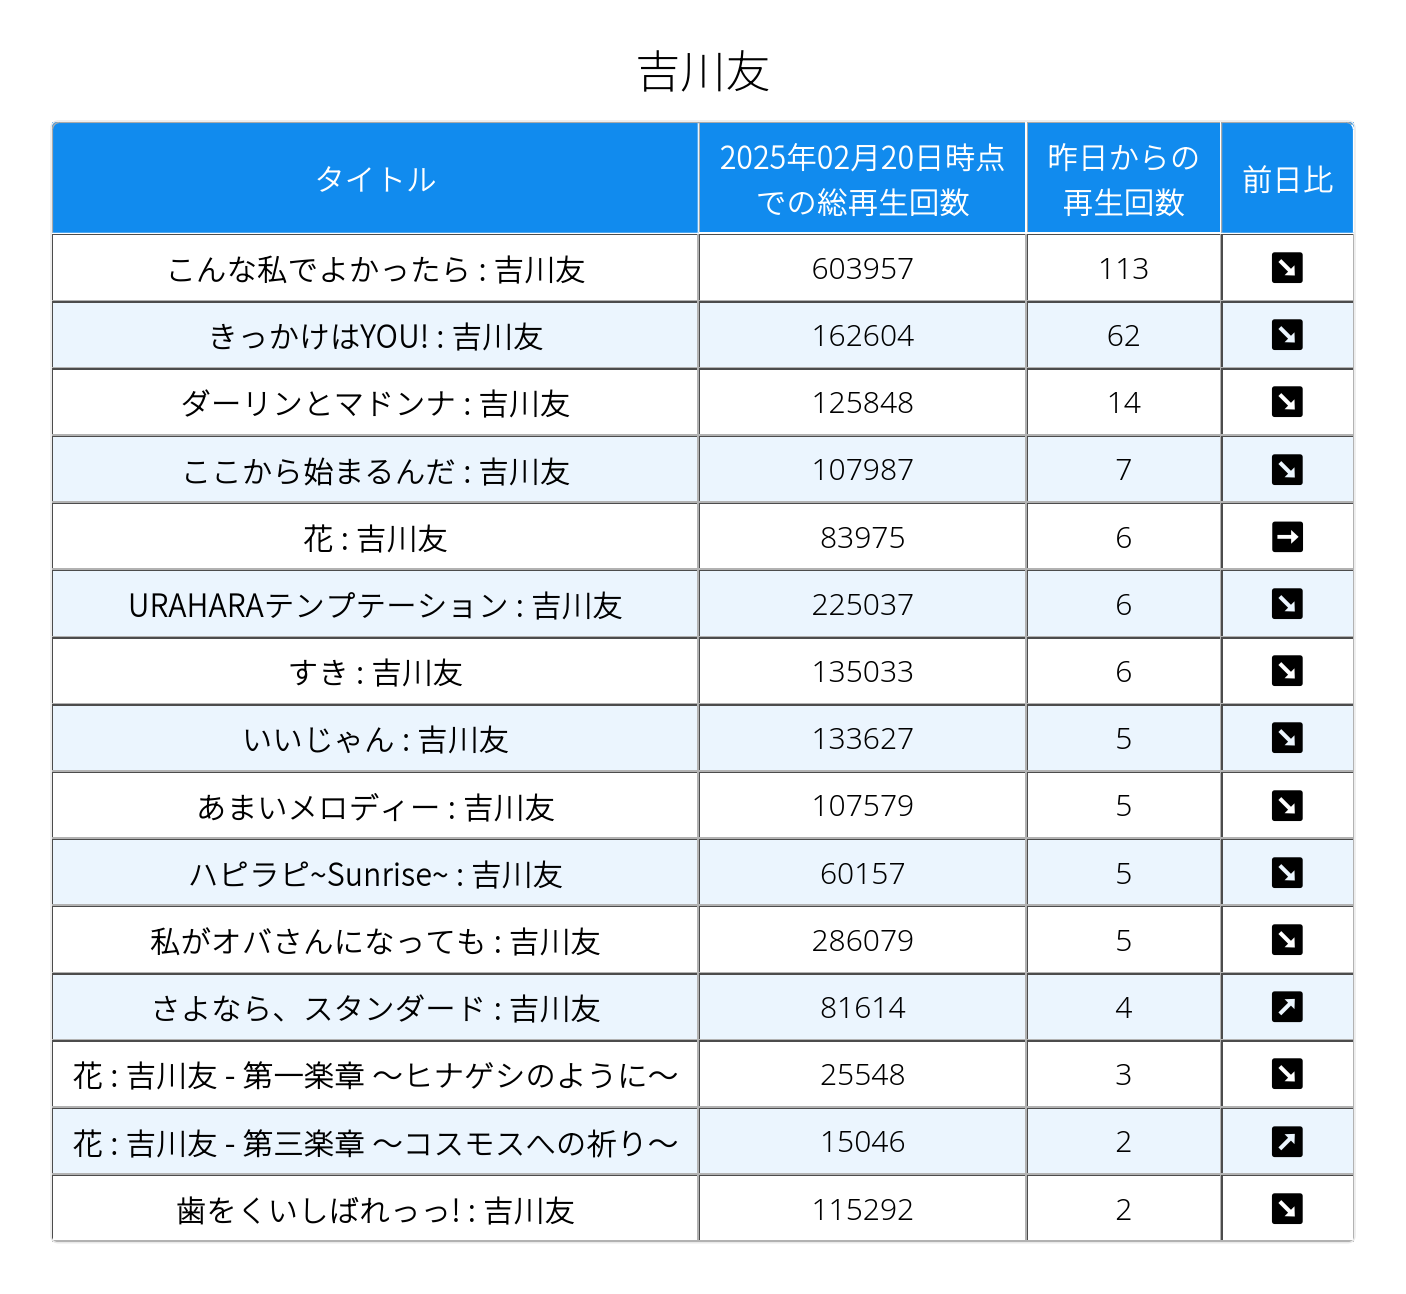 吉川友
タイトル 2025年02月20日時点での総再生回数 昨日からの再生回数 前日比
こんな私でよかったら : 吉川友 603957 113 ↘
きっかけはYOU! : 吉川友 162604 62 ↘
ダーリンとマドンナ : 吉川友 125848 14 ↘
ここから始まるんだ : 吉川友 107987 7 ↘
花 : 吉川友 83975 6 →
URAHARAテンプテーション : 吉川友 225037 6 ↘
すき : 吉川友 135033 6 ↘
いいじゃん : 吉川友 133627 5 ↘
あまいメロディー : 吉川友 107579 5 ↘
ハピラピ~Sunrise~ : 吉川友 60157 5 ↘
私がオバさんになっても : 吉川友 286079 5 ↘
さよなら、スタンダード : 吉川友 81614 4 ↗
花 : 吉川友 - 第一楽章 〜ヒナゲシのように〜 25548 3 ↘
花 : 吉川友 - 第三楽章 〜コスモスへの祈り〜 15046 2 ↗
歯をくいしばれっっ! : 吉川友 115292 2 ↘